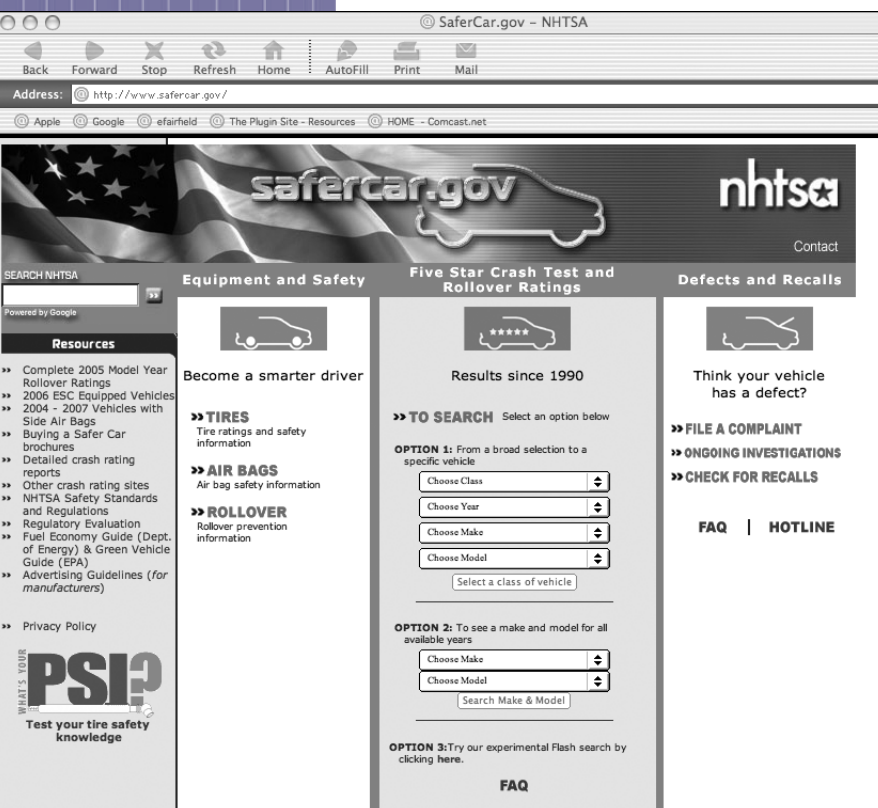 SaferCar.gov – NHTSA
Back Forward Stop Refresh Home AutoFill Print Mail
Address: http://www.safercar.gov/
Apple Google efairfield The Plugin Site - Resources HOME - Comcast.net
safercar.gov
nhtsa
Contact
SEARCH NHTSA
Powered by Google
Resources
Complete 2005 Model Year
Rollover Ratings
2006 ESC Equipped Vehicles
2004 - 2007 Vehicles with
Side Air Bags
Buying a Safer Car
brochures
Detailed crash rating
reports
Other crash rating sites
NHTSA Safety Standards
and Regulations
Regulatory Evaluation
Fuel Economy Guide (Dept.
of Energy) & Green Vehicle
Guide (EPA)
Advertising Guidelines (for
manufacturers)
Privacy Policy
WHAT'S YOUR
PSI?
Test your tire safety
knowledge
Equipment and Safety
Become a smarter driver
TIRES
Tire ratings and safety
information
AIR BAGS
Air bag safety information
ROLLOVER
Rollover prevention
information
Five Star Crash Test and
Rollover Ratings
Results since 1990
TO SEARCH Select an option below
OPTION 1: From a broad selection to a
specific vehicle
Choose Class
Choose Year
Choose Make
Choose Model
Select a class of vehicle
OPTION 2: To see a make and model for all
available years
Choose Make
Choose Model
Search Make & Model
OPTION 3:Try our experimental Flash search by
clicking here.
FAQ
Defects and Recalls
Think your vehicle
has a defect?
FILE A COMPLAINT
ONGOING INVESTIGATIONS
CHECK FOR RECALLS
FAQ | HOTLINE